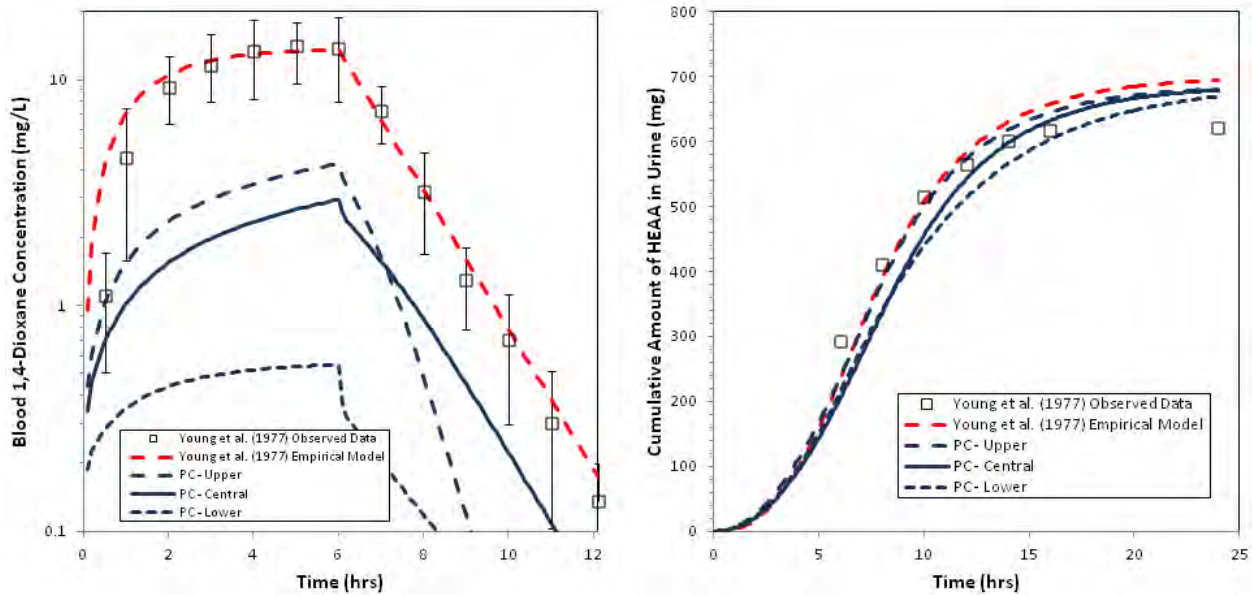 Blood 1,4-Dioxane Concentration (mg/L)
10
1
0.1
Young et al. (1977) Observed Data
Young et al. (1977) Empirical Model
PC- Upper
PC- Central
PC- Lower
0 2 4 6 8 10 12
Time (hrs)
Cumulative Amount of HEAA in Urine (mg)
800
700
600
500
400
300
200
100
0
Young et al. (1977) Observed Data
Young et al. (1977) Empirical Model
PC- Upper
PC- Central
PC- Lower
0 5 10 15 20 25
Time (hrs)